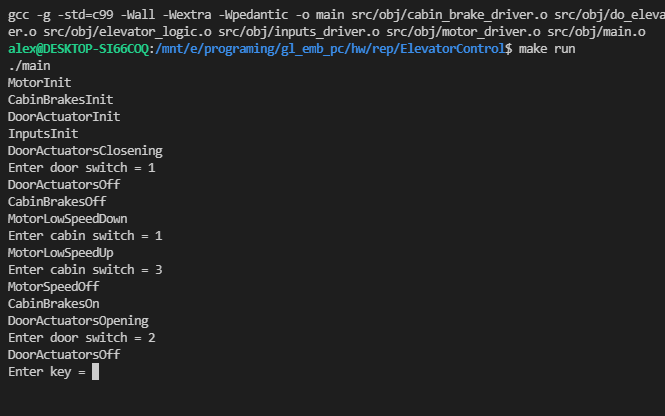 gcc -g -std=c99 -Wall -Wextra -Wpedantic -o main src/obj/cabin_brake_driver.o src/obj/do_eleva
er.o src/obj/elevator_logic.o src/obj/inputs_driver.o src/obj/motor_driver.o src/obj/main.o
alex@DESKTOP-SI66COQ:/mnt/e/programing/gl_emb_pc/hw/rep/ElevatorControl$ make run
./main
MotorInit
CabinBrakesInit
DoorActuatorInit
InputsInit
DoorActuatorsClosening
Enter door switch = 1
DoorActuatorsOff
CabinBrakesOff
MotorLowSpeedDown
Enter cabin switch = 1
MotorLowSpeedUp
Enter cabin switch = 3
MotorSpeedOff
CabinBrakesOn
DoorActuatorsOpening
Enter door switch = 2
DoorActuatorsOff
Enter key =